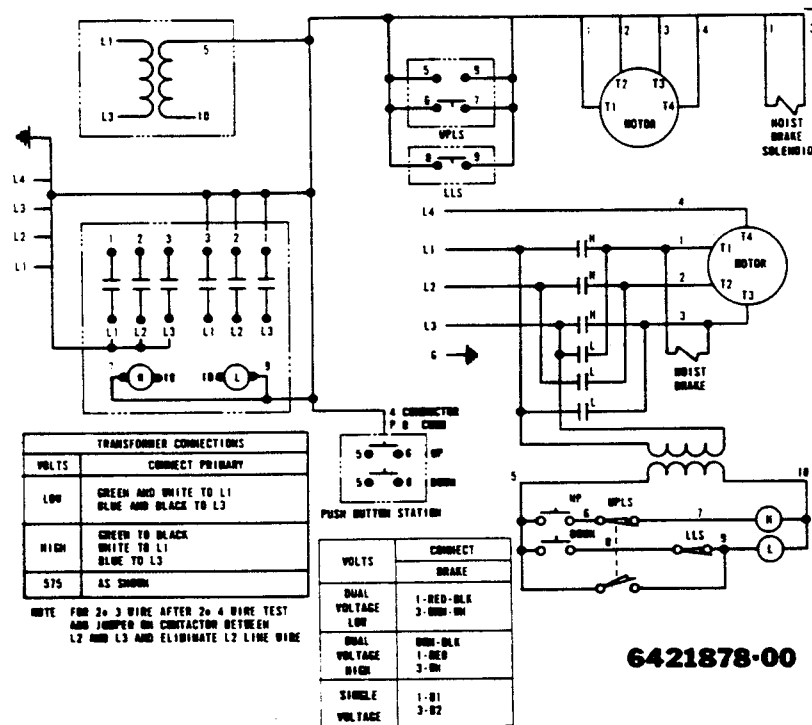 L1 5
L3 10
L4
L3
L2
L1
1 2 3 3 2 1
L1 L2 L3 L1 L2 L3
7 10 10 L 9
5 9
6 7
UPLS
8 9
LLS
1 2 3 4 1 3
T2 T3
T1 T4
MOTOR
HOIST
BRAKE
SOLENOID
L4 4 T4
L1 H 1 T1
MOTOR
L2 H 2 T2
T3
L3 H 3
G L
L
L
HOIST
BRAKE
4 CONDUCTOR
P B CORD
5 6 UP
5 8 DOWN
PUSH BUTTON STATION
5 10
UP 6 UPLS 7 H
DOWN 8 LLS 9 L
TRANSFORMER CONNECTIONS
VOLTS CONNECT PRIMARY
LOW GREEN AND WHITE TO L1
BLUE AND BLACK TO L3
HIGH GREEN TO BLACK
WHITE TO L1
BLUE TO L3
575 AS SHOWN
NOTE FOR 2ø 3 WIRE AFTER 2ø 4 WIRE TEST
ADD JUMPER ON CONTACTOR BETWEEN
L2 AND L3 AND ELIMINATE L2 LINE WIRE
VOLTS CONNECT
BRAKE
DUAL
VOLTAGE
LOW
1-RED-BLK
DUAL
VOLTAGE
HIGH
1-RED
SINGLE
VOLTAGE
1-B1
3-B2
6421878-00